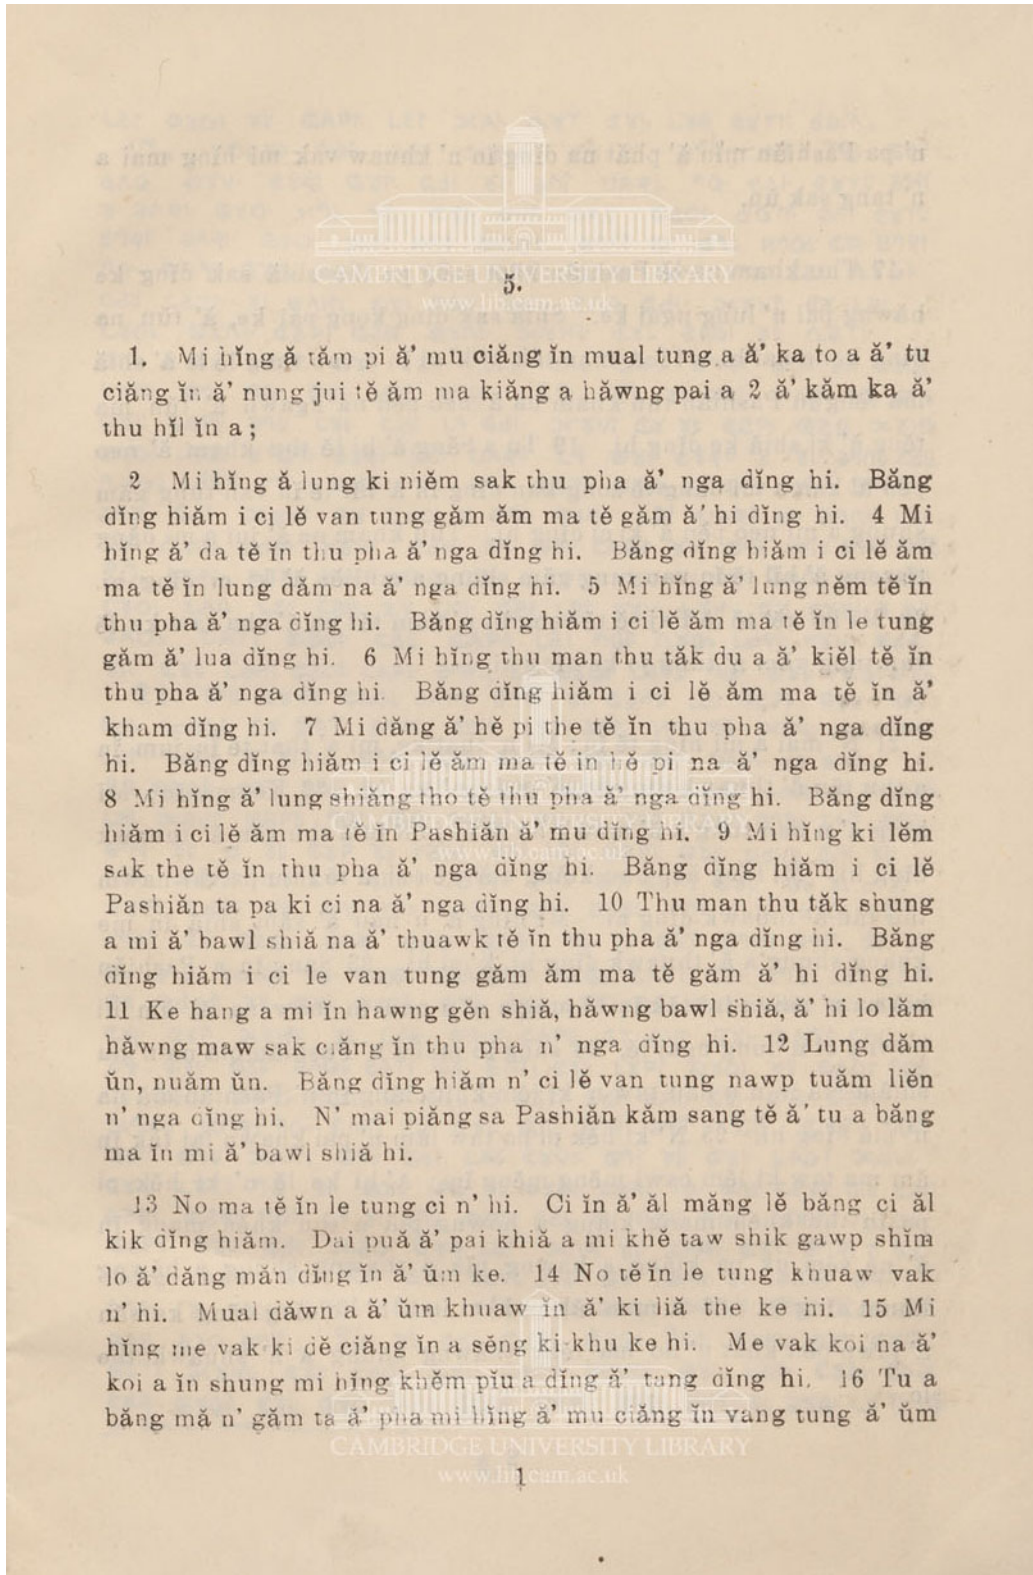 5.
1. Mi hĭng ă tăm pi ă’ mu ciăng ĭn mual tung a ă’ ka to a ă’ tu
ciăng ĭn ă’ nung jui tĕ ăm ma kiăng a hăwng pai a 2 ă’ kăm ka ă’
thu hĭl ĭn a;
2 Mi hĭng ă lung ki niĕm sak thu pha ă’ nga dĭng hi. Băng
dĭng hiăm i ci lĕ van tung găm ăm ma tĕ găm ă’ hi dĭng hi. 4 Mi
hĭng ă’ da tĕ ĭn thu pha ă’ nga dĭng hi. Băng dĭng hiăm i ci lĕ ăm
ma tĕ ĭn lung dăm na ă’ nga dĭng hi. 5 Mi hĭng ă’ lung nĕm tĕ ĭn
thu pha ă’ nga dĭng hi. Băng dĭng hiăm i ci lĕ ăm ma tĕ ĭn le tung
găm ă’ lua dĭng hi. 6 Mi hĭng thu man thu tăk du a ă’ kiĕl tĕ ĭn
thu pha ă’ nga dĭng hi. Băng dĭng hiăm i ci lĕ ăm ma tĕ ĭn ă’
kham dĭng hi. 7 Mi dăng ă’ hĕ pi the tĕ ĭn thu pha ă’ nga dĭng
hi. Băng dĭng hiăm i ci lĕ ăm ma tĕ in hĕ pi na ă’ nga dĭng hi.
8 Mi hĭng ă’ lung shiăng tho tĕ thu pha ă’ nga dĭng hi. Băng dĭng
hiăm i ci lĕ ăm ma tĕ in Pashiăn ă’ mu dĭng hi. 9 Mi hĭng ki lĕm
sak the tĕ ĭn thu pha ă’ nga dĭng hi. Băng dĭng hiăm i ci lĕ
Pashiăn ta pa ki ci na ă’ nga dĭng hi. 10 Thu man thu tăk shung
a mi ă’ bawl shiă na ă’ thuawk tĕ ĭn thu pha ă’ nga dĭng hi. Băng
dĭng hiăm i ci le van tung găm ăm ma tĕ găm ă’ hi dĭng hi.
11 Ke hang a mi ĭn hawng gĕn shiă, hăwng bawl shiă, ă’ hi lo lăm
hăwng maw sak ciăng ĭn thu pha n’ nga dĭng hi. 12 Lung dăm
ŭn, nuăm ŭn. Băng dĭng hiăm n’ ci lĕ van tung nawp tuăm liĕn
n’ nga dĭng hi. N’ mai piăng sa Pashiăn kăm sang tĕ ă’ tu a băng
ma ĭn mi ă’ bawl shiă hi.
13 No ma tĕ ĭn le tung ci n’ hi. Ci ĭn ă’ ăl măng lĕ băng ci ăl
kik dĭng hiăm. Dai puă ă’ pai khiă a mi khĕ taw shik gawp shĭm
lo ă’ dăng măn dĭng ĭn ă’ ŭm ke. 14 No tĕ ĭn le tung khuaw vak
n’ hi. Mual dăwn a ă’ ŭm khuaw ĭn ă’ ki liă the ke hi. 15 Mi
hĭng me vak ki dĕ ciăng ĭn a sĕng ki khu ke hi. Me vak koi na ă’
koi a ĭn shung mi hĭng khĕm pĭu a dĭng ă’ tang dĭng hi. 16 Tu a
băng mă n’ găm ta ă’ pha mi hĭng ă’ mu ciăng ĭn vang tung ă’ ŭm
1
CAMBRIDGE UNIVERSITY LIBRARY
www.lib.cam.ac.uk